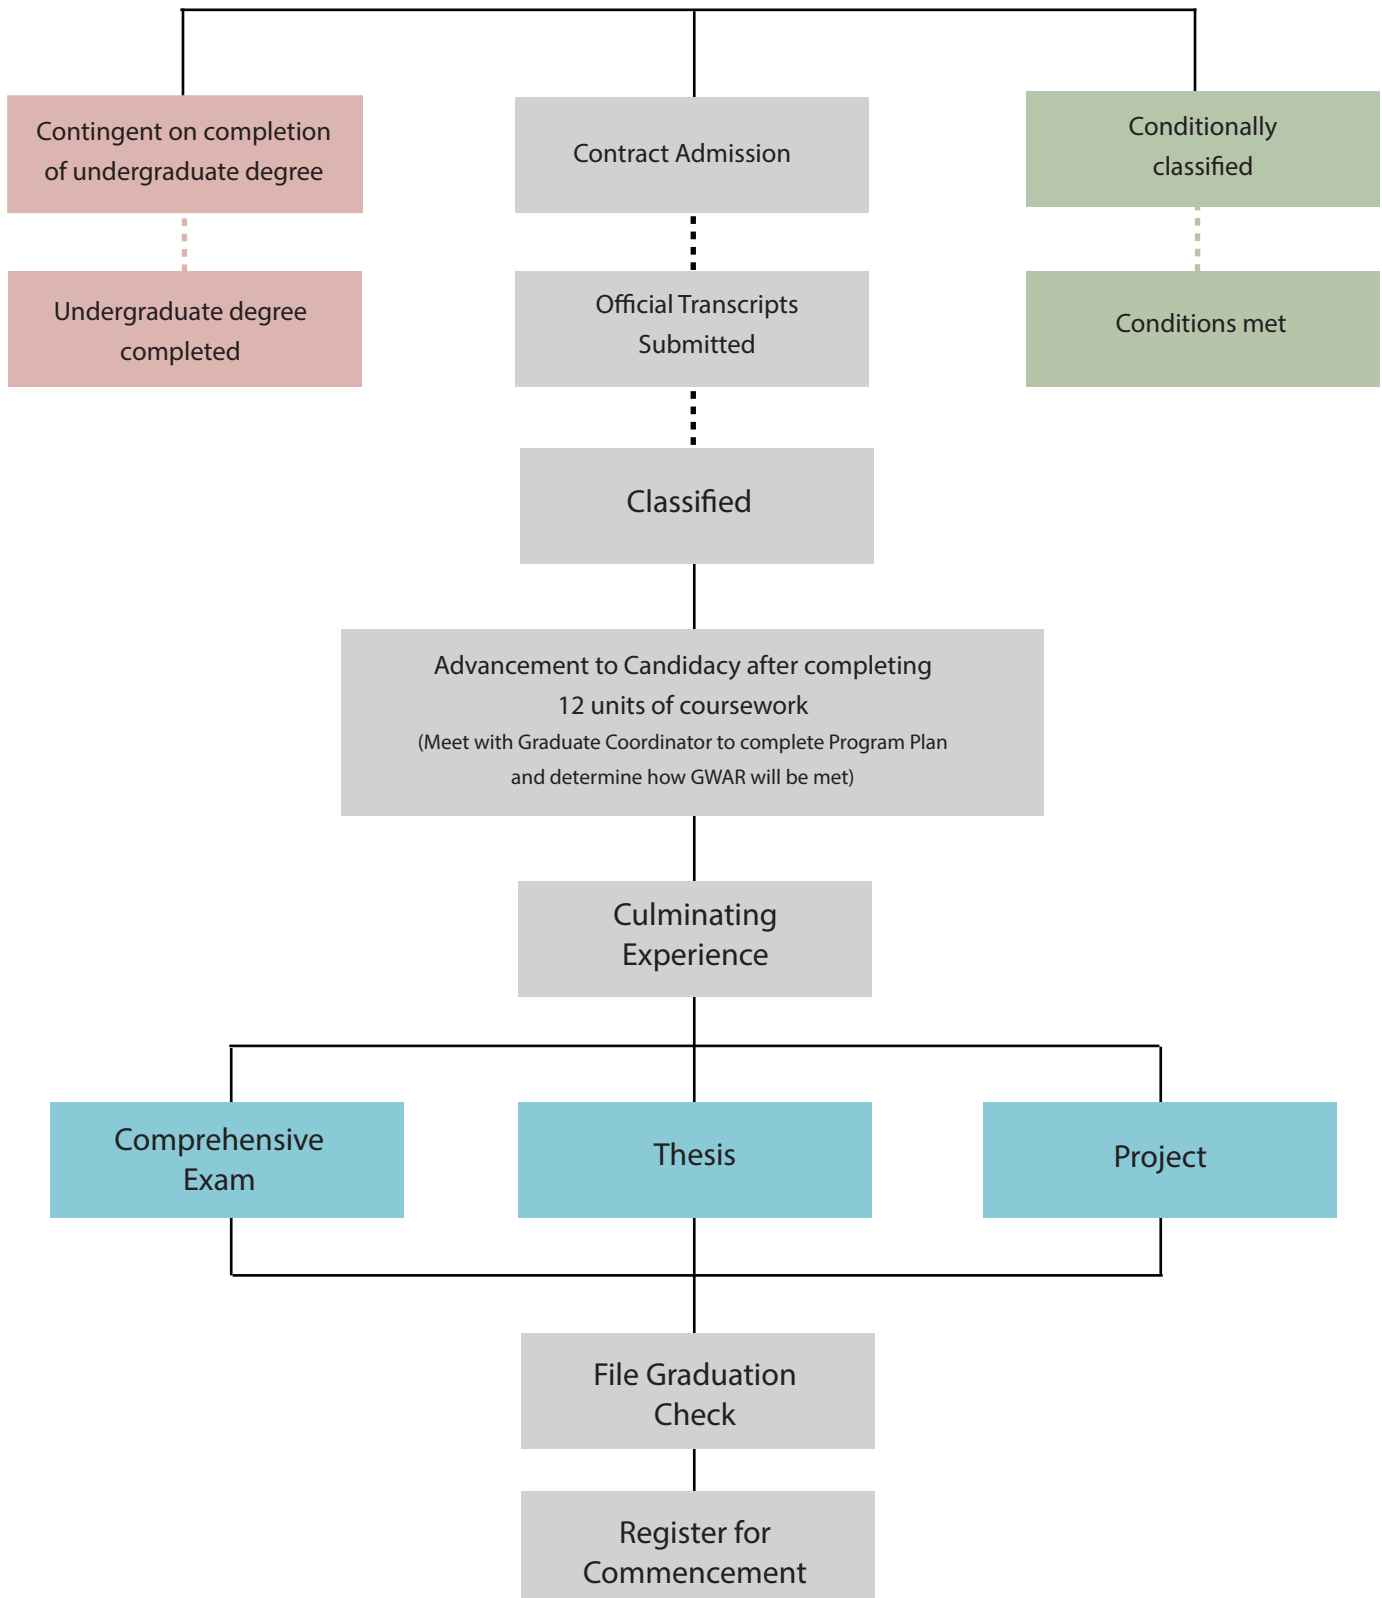 Contingent on completion
of undergraduate degree
Contract Admission
Conditionally
classified
Undergraduate degree
completed
Official Transcripts
Submitted
Conditions met
Classified
Advancement to Candidacy after completing
12 units of coursework
(Meet with Graduate Coordinator to complete Program Plan
and determine how GWAR will be met)
Culminating
Experience
Comprehensive
Exam
Thesis
Project
File Graduation
Check
Register for
Commencement